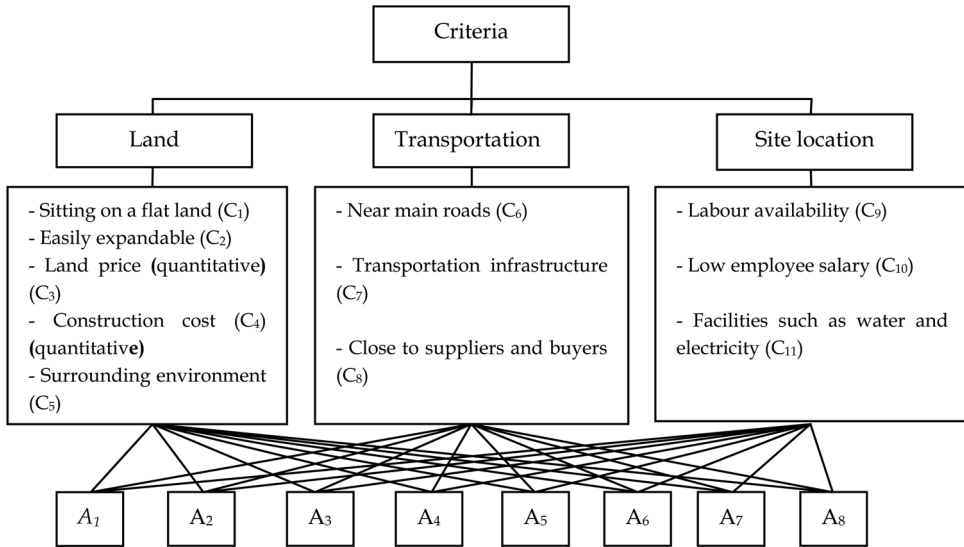 Criteria
Land
Transportation
Site location
- Sitting on a flat land (C₁)
- Easily expandable (C₂)
- Land price (quantitative)
(C₃)
- Construction cost (C₄)
(quantitative)
- Surrounding environment
(C₅)
- Near main roads (C₆)
- Transportation infrastructure
(C₇)
- Close to suppliers and buyers
(C₈)
- Labour availability (C₉)
- Low employee salary (C₁₀)
- Facilities such as water and
electricity (C₁₁)
A₁
A₂
A₃
A₄
A₅
A₆
A₇
A₈